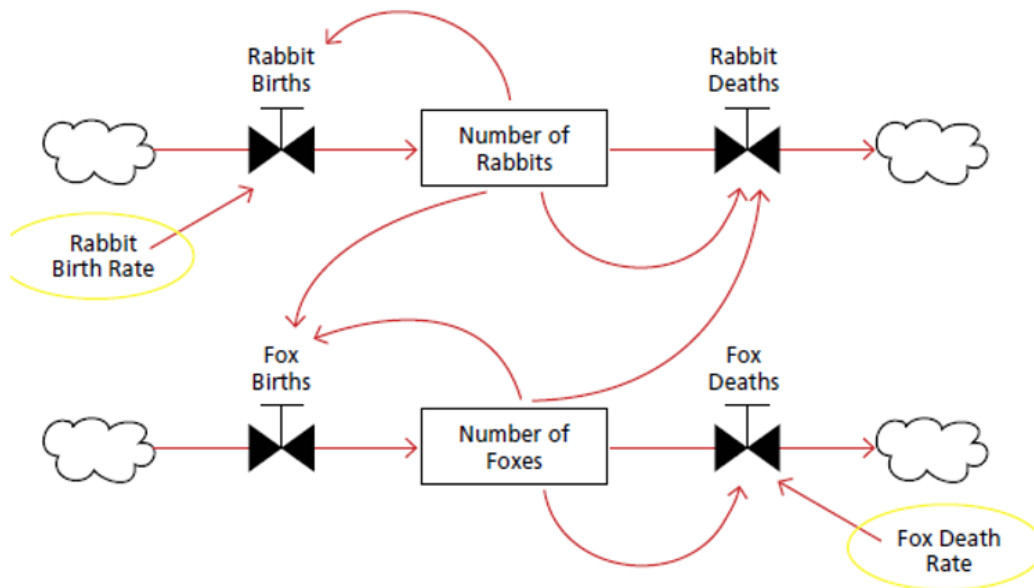 Rabbit
Births
Rabbit
Deaths
Number of
Rabbits
Rabbit
Birth Rate
Fox
Births
Fox
Deaths
Number of
Foxes
Fox Death
Rate